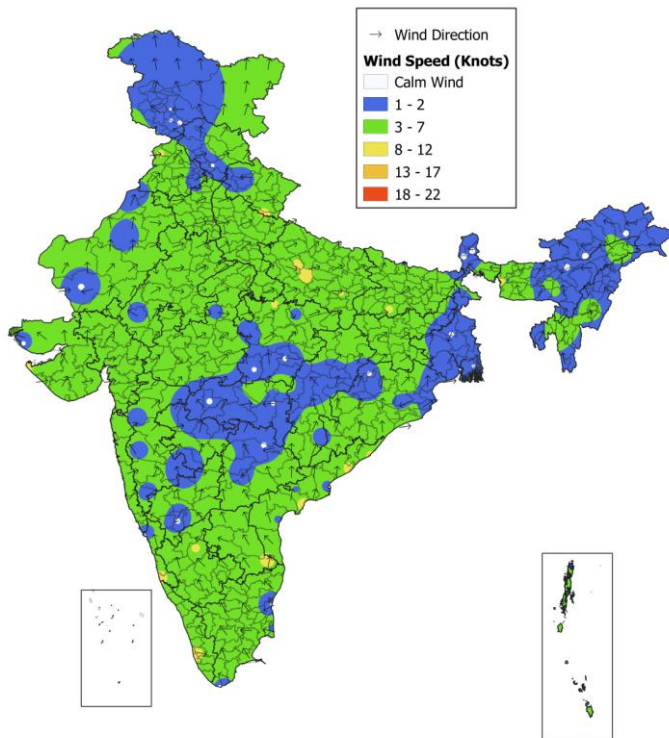 Wind Direction
Wind Speed (Knots)
Calm Wind
1 - 2
3 - 7
8 - 12
13 - 17
18 - 22